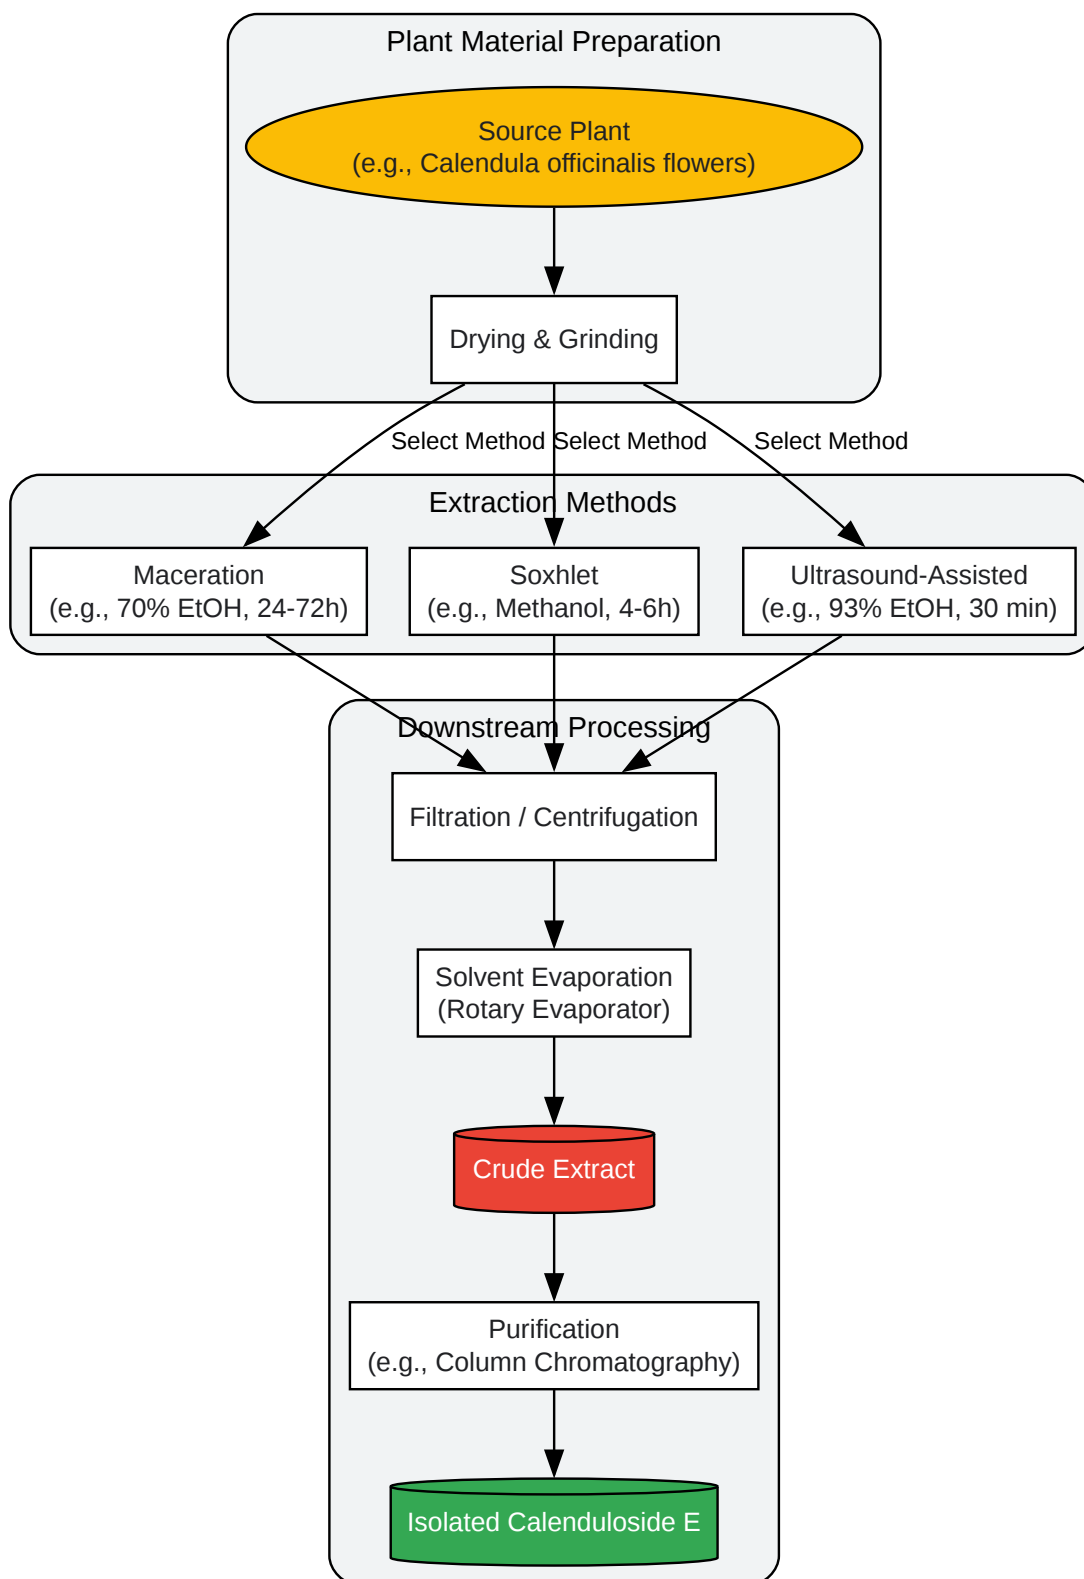 Plant Material Preparation
Source Plant
(e.g., Calendula officinalis flowers)
Drying & Grinding
Select Method
Select Method
Select Method
Extraction Methods
Maceration
(e.g., 70% EtOH, 24-72h)
Soxhlet
(e.g., Methanol, 4-6h)
Ultrasound-Assisted
(e.g., 93% EtOH, 30 min)
Downstream Processing
Filtration / Centrifugation
Solvent Evaporation
(Rotary Evaporator)
Crude Extract
Purification
(e.g., Column Chromatography)
Isolated Calenduloside E